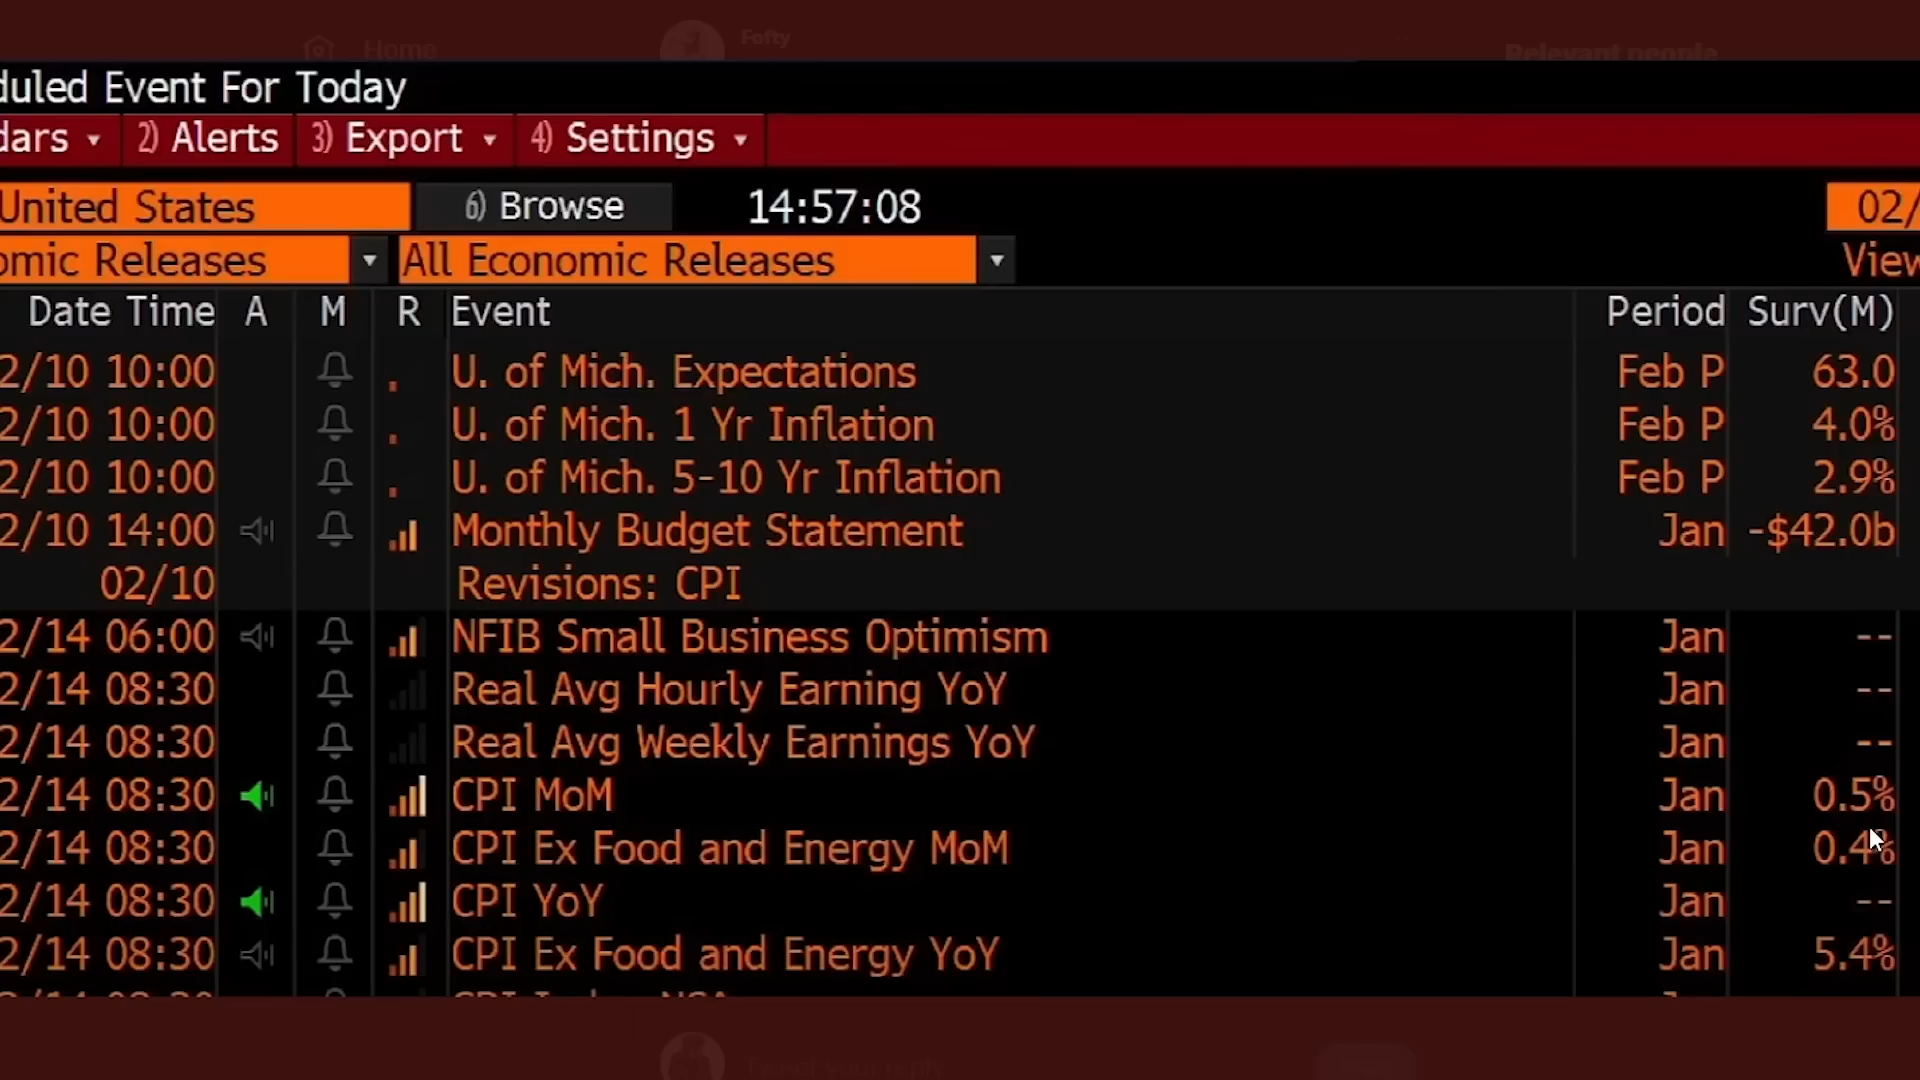 Home
Fofty
Relevant people
duled Event For Today
dars 2) Alerts 3) Export 4) Settings
United States 6) Browse 14:57:08 02/
omic Releases All Economic Releases View
Date Time A M R Event Period Surv(M)
2/10 10:00 U. of Mich. Expectations Feb P 63.0
2/10 10:00 U. of Mich. 1 Yr Inflation Feb P 4.0%
2/10 10:00 U. of Mich. 5-10 Yr Inflation Feb P 2.9%
2/10 14:00 Monthly Budget Statement Jan -$42.0b
02/10 Revisions: CPI
2/14 06:00 NFIB Small Business Optimism Jan --
2/14 08:30 Real Avg Hourly Earning YoY Jan --
2/14 08:30 Real Avg Weekly Earnings YoY Jan --
2/14 08:30 CPI MoM Jan 0.5%
2/14 08:30 CPI Ex Food and Energy MoM Jan 0.4%
2/14 08:30 CPI YoY Jan --
2/14 08:30 CPI Ex Food and Energy YoY Jan 5.4%